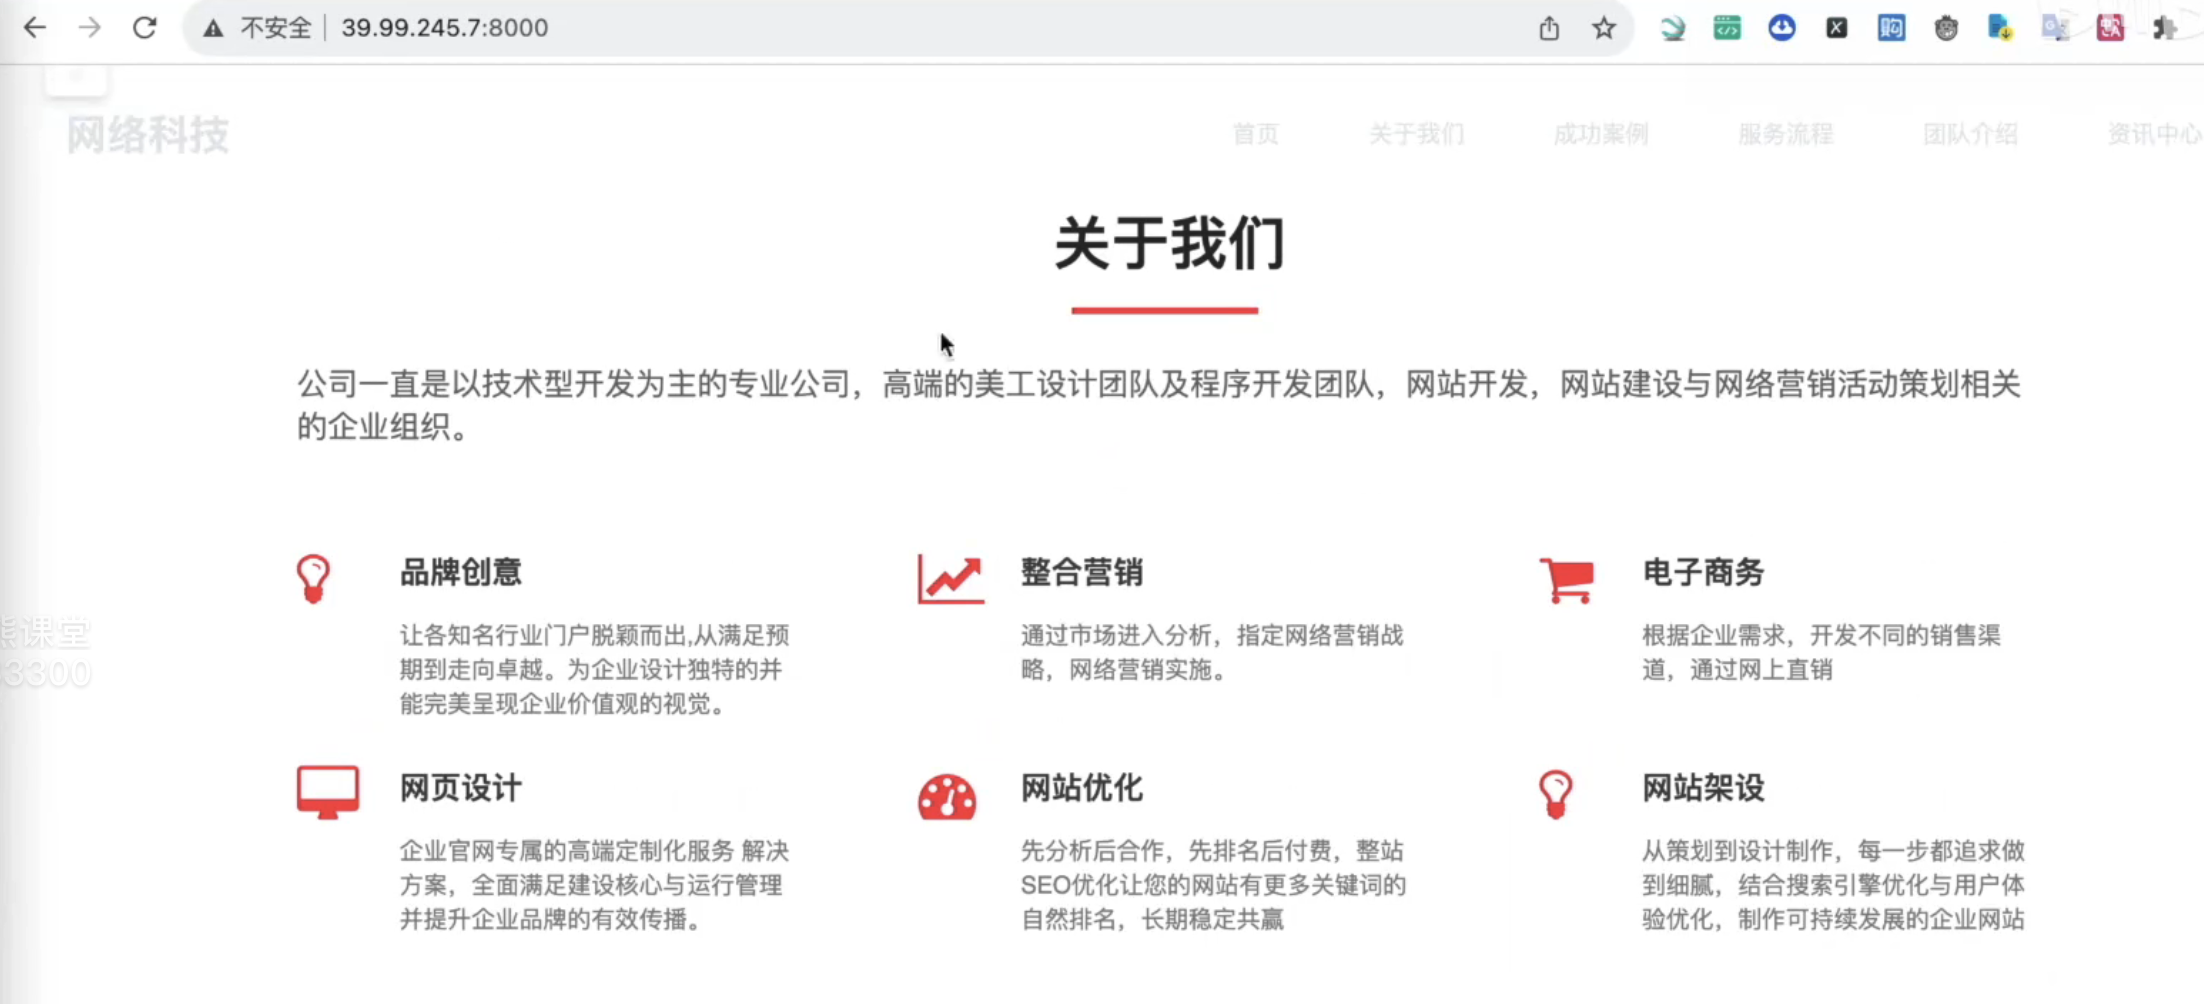 不安全 39.99.245.7:8000
网络科技
首页 关于我们 成功案例 服务流程 团队介绍 资讯中心
关于我们
公司一直是以技术型开发为主的专业公司，高端的美工设计团队及程序开发团队，网站开发，网站建设与网络营销活动策划相关
的企业组织。
品牌创意
让各知名行业门户脱颖而出,从满足预
期到走向卓越。为企业设计独特的并
能完美呈现企业价值观的视觉。
整合营销
通过市场进入分析，指定网络营销战
略，网络营销实施。
电子商务
根据企业需求，开发不同的销售渠
道，通过网上直销
熊课堂
3300
网页设计
企业官网专属的高端定制化服务 解决
方案，全面满足建设核心与运行管理
并提升企业品牌的有效传播。
网站优化
先分析后合作，先排名后付费，整站
SEO优化让您的网站有更多关键词的
自然排名，长期稳定共赢
网站架设
从策划到设计制作，每一步都追求做
到细腻，结合搜索引擎优化与用户体
验优化，制作可持续发展的企业网站